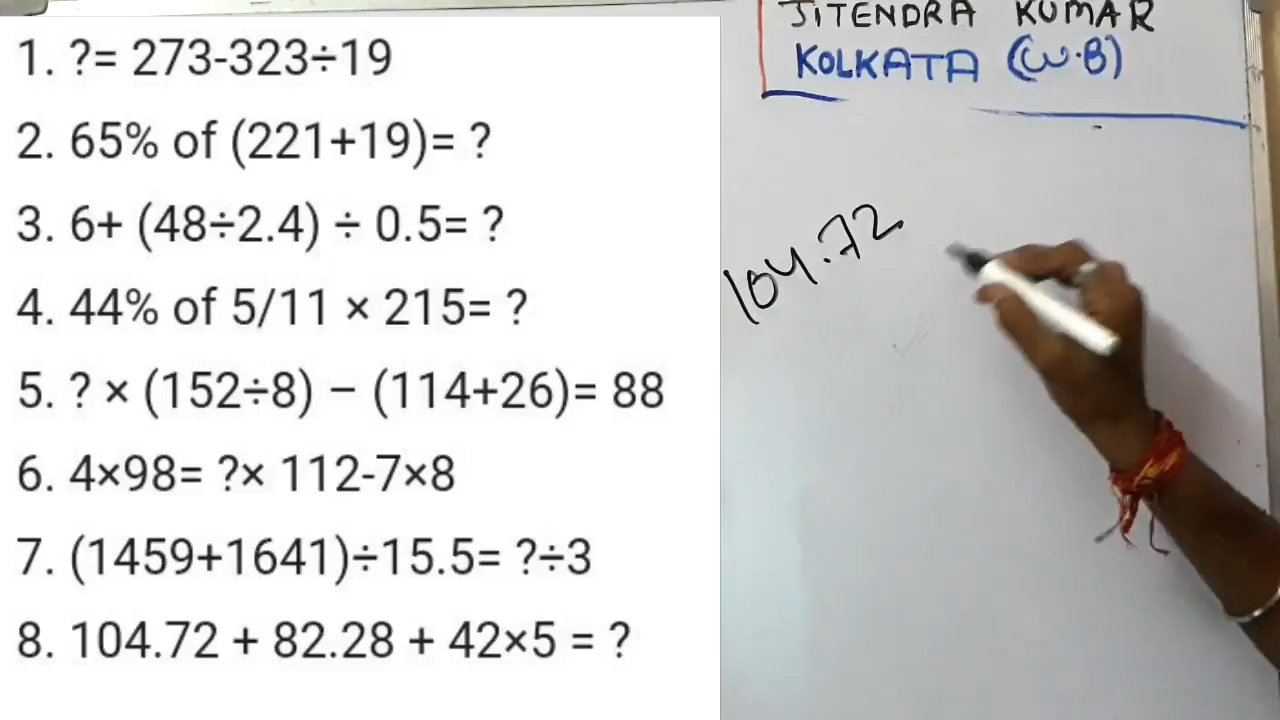 1. ?= 273-323÷19
2. 65% of (221+19)= ?
3. 6+ (48÷2.4) ÷ 0.5= ?
4. 44% of 5/11 × 215= ?
5. ? × (152÷8) – (114+26)= 88
6. 4×98= ?× 112-7×8
7. (1459+1641)÷15.5= ?÷3
8. 104.72 + 82.28 + 42×5 = ?
JITENDRA KUMAR
KOLKATA (W.B)
104.72